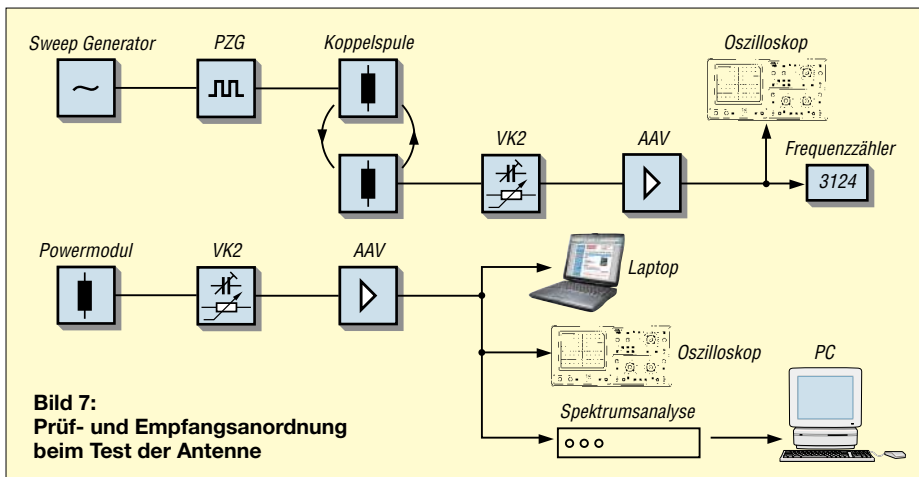 Sweep Generator
PZG
Koppelspule
Oszilloskop
VK2
AAV
Frequenzzähler
3124
Powermodul
VK2
AAV
Laptop
Oszilloskop
PC
Spektrumsanalyse
Bild 7:
Prüf- und Empfangsanordnung
beim Test der Antenne